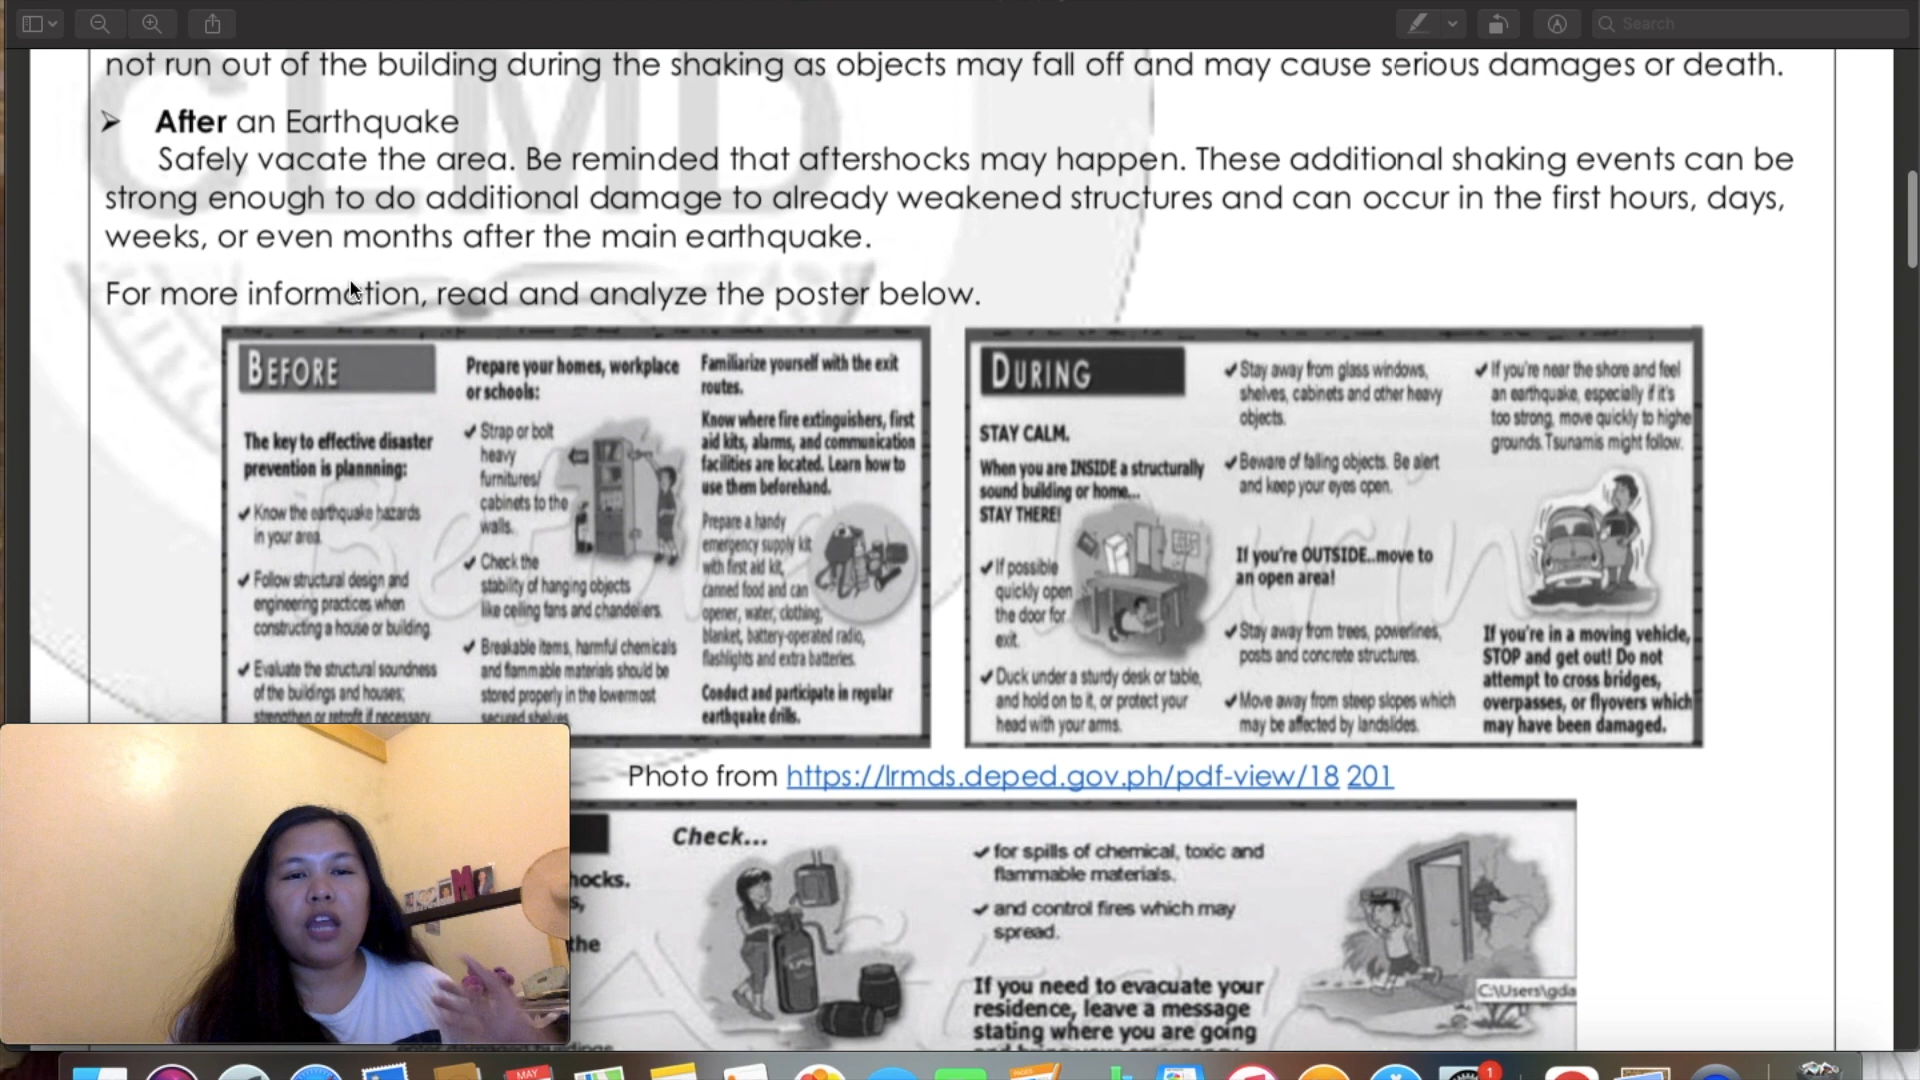 Search
not run out of the building during the shaking as objects may fall off and may cause serious damages or death.
➢ After an Earthquake
Safely vacate the area. Be reminded that aftershocks may happen. These additional shaking events can be
strong enough to do additional damage to already weakened structures and can occur in the first hours, days,
weeks, or even months after the main earthquake.
For more information, read and analyze the poster below.
BEFORE
The key to effective disaster
prevention is plannning:
✔ Know the earthquake hazards
in your area.
✔ Follow structural design and
engineering practices when
constructing a house or building.
✔ Evaluate the structural soundness
of the buildings and houses;
strengthen or retrofit if necessary
Prepare your homes, workplace
or schools:
✔ Strap or bolt
heavy
furnitures/
cabinets to the
walls.
✔ Check the
stability of hanging objects
like ceiling fans and chandeliers.
✔ Breakable items, harmful chemicals
and flammable materials should be
stored properly in the lowermost
secured shelves
Familiarize yourself with the exit
routes.
Know where fire extinguishers, first
aid kits, alarms, and communication
facilities are located. Learn how to
use them beforehand.
Prepare a handy
emergency supply kit
with first aid kit,
canned food and can
opener, water, clothing,
blanket, battery-operated radio,
flashlights and extra batteries.
Conduct and participate in regular
earthquake drills.
DURING
STAY CALM.
When you are INSIDE a structurally
sound building or home...
STAY THERE!
✔ If possible
quickly open
the door for
exit.
✔ Duck under a sturdy desk or table,
and hold on to it, or protect your
head with your arms.
✔ Stay away from glass windows,
shelves, cabinets and other heavy
objects.
✔ Beware of falling objects. Be alert
and keep your eyes open.
If you're OUTSIDE..move to
an open area!
✔ Stay away from trees, powerlines,
posts and concrete structures.
✔ Move away from steep slopes which
may be affected by landslides.
✔ If you're near the shore and feel
an earthquake, especially if it's
too strong, move quickly to highe
grounds. Tsunamis might follow.
If you're in a moving vehicle,
STOP and get out! Do not
attempt to cross bridges,
overpasses, or flyovers which
may have been damaged.
Photo from https://lrmds.deped.gov.ph/pdf-view/18 201
hocks.
s,
the
Check...
✔ for spills of chemical, toxic and
flammable materials.
✔ and control fires which may
spread.
If you need to evacuate your
residence, leave a message
stating where you are going
C:\Users\gda
CLMD
MAY
PAGES
1